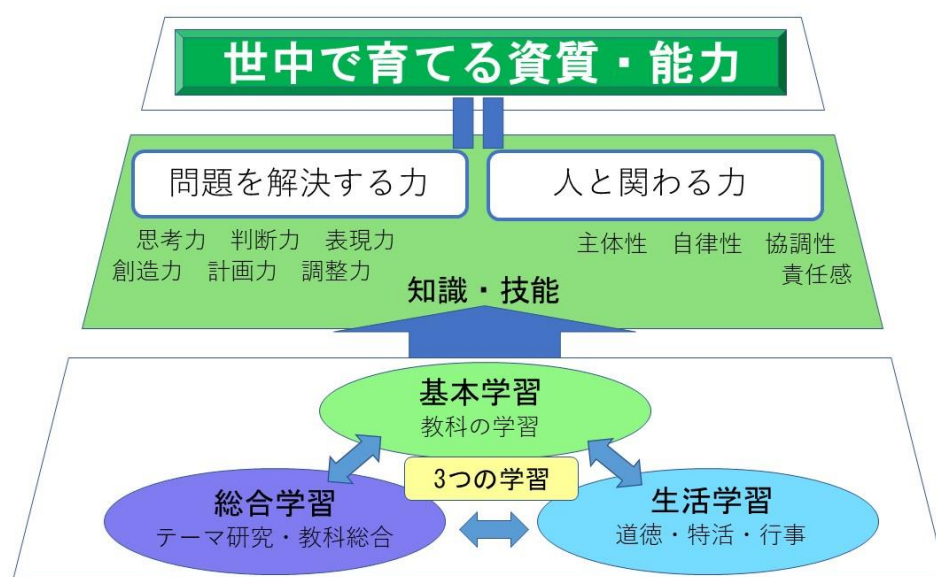 世中で育てる資質・能力
問題を解決する力
人と関わる力
思考力 判断力 表現力
創造力 計画力 調整力
主体性 自律性 協調性
責任感
知識・技能
基本学習
教科の学習
3つの学習
総合学習
テーマ研究・教科総合
生活学習
道徳・特活・行事